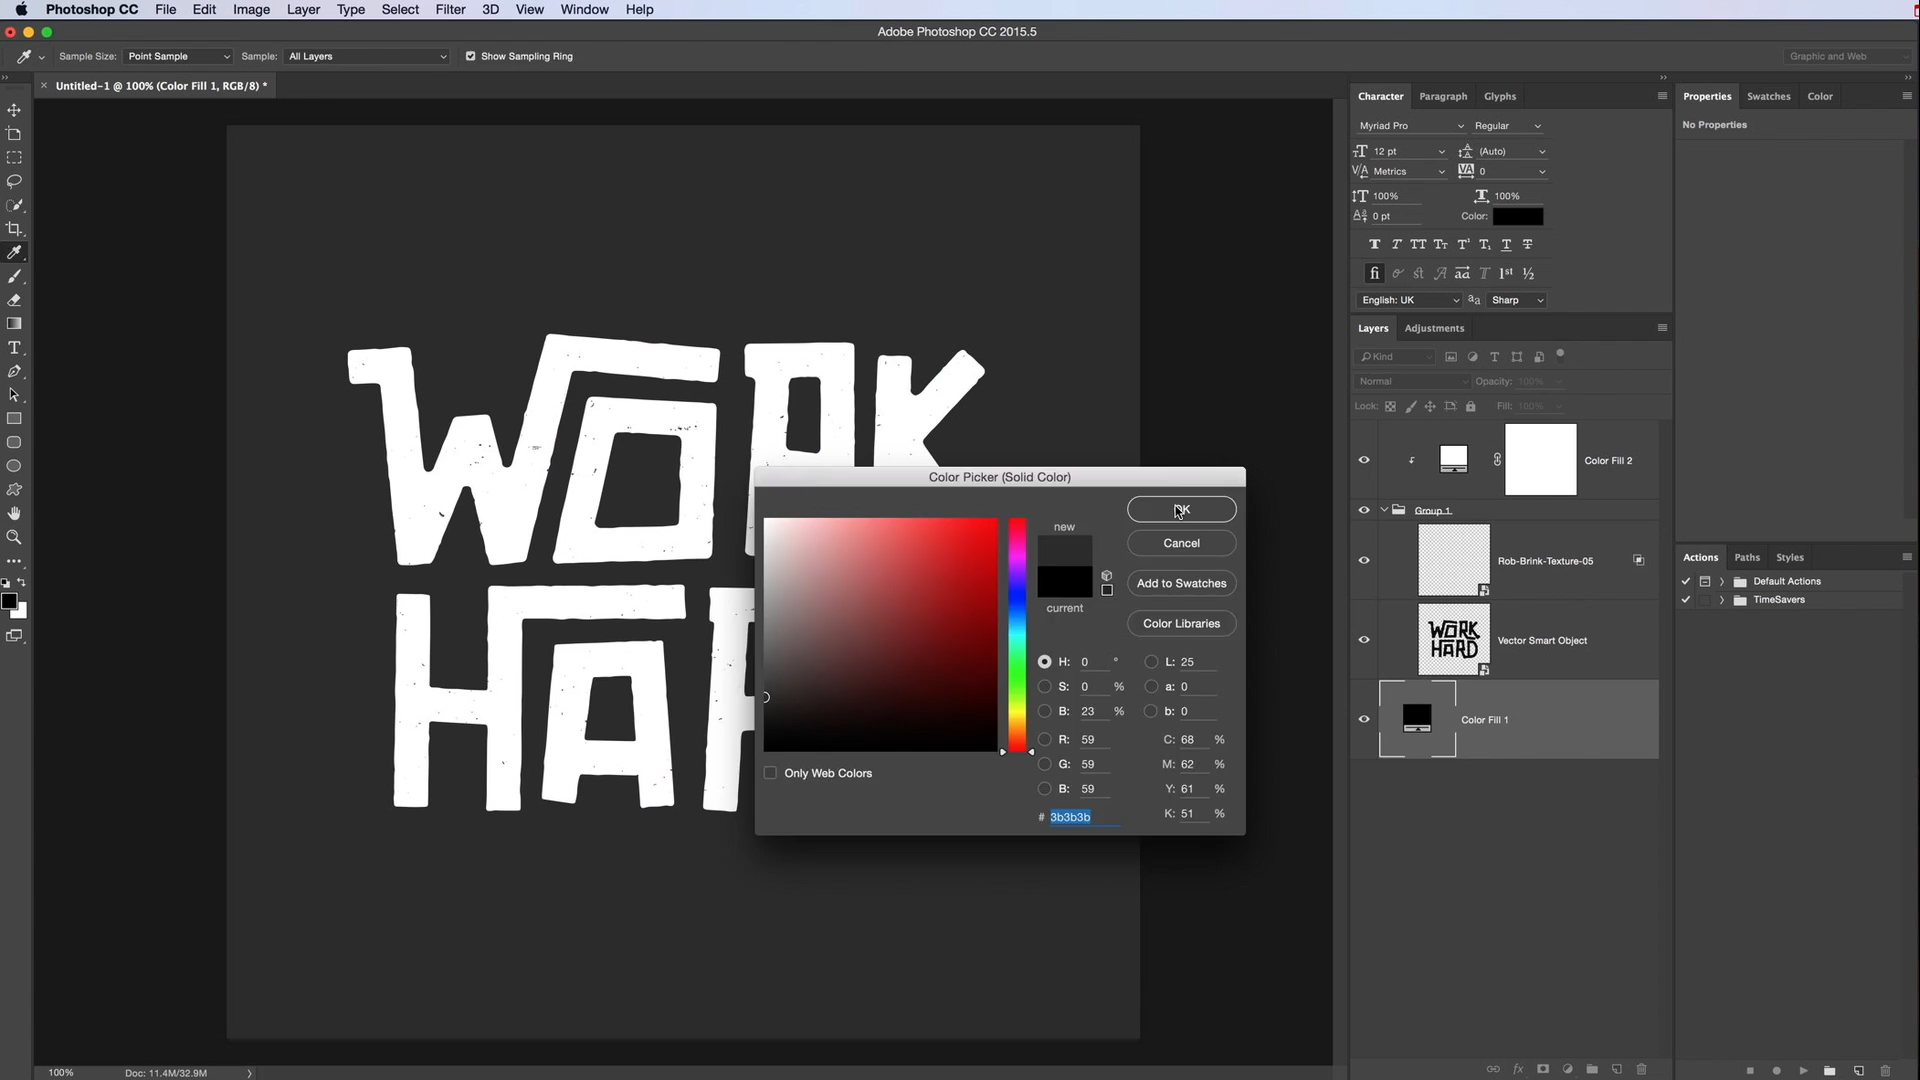 Photoshop CC File Edit Image Layer Type Select Filter 3D View Window Help
Adobe Photoshop CC 2015.5
Sample Size: Point Sample Sample: All Layers Show Sampling Ring
Graphic and Web
Untitled-1 @ 100% (Color Fill 1, RGB/8) *
Character Paragraph Glyphs
Properties Swatches Color
Myriad Pro Regular
No Properties
12 pt (Auto)
Metrics 0
100% 100%
0 pt Color:
English: UK Sharp
Layers Adjustments
Kind
Normal Opacity: 100%
Lock: Fill: 100%
Color Fill 2
Group 1
Rob-Brink-Texture-05
WORK
HARD
Vector Smart Object
Color Fill 1
Actions Paths Styles
Default Actions
TimeSavers
WORK
Color Picker (Solid Color)
new
current
OK
Cancel
Add to Swatches
Color Libraries
H: 0 ° L: 25
S: 0 % a: 0
B: 23 % b: 0
R: 59 C: 68 %
G: 59 M: 62 %
B: 59 Y: 61 %
# 3b3b3b K: 51 %
Only Web Colors
100% Doc: 11.4M/32.9M